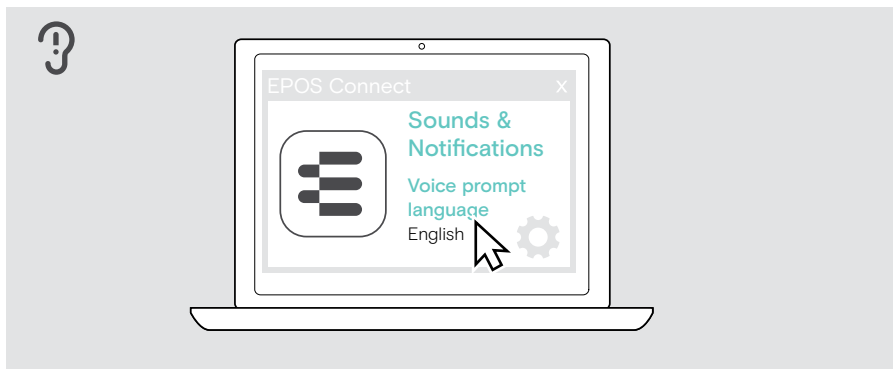 EPOS Connect x
Sounds &
Notifications
Voice prompt
language
English